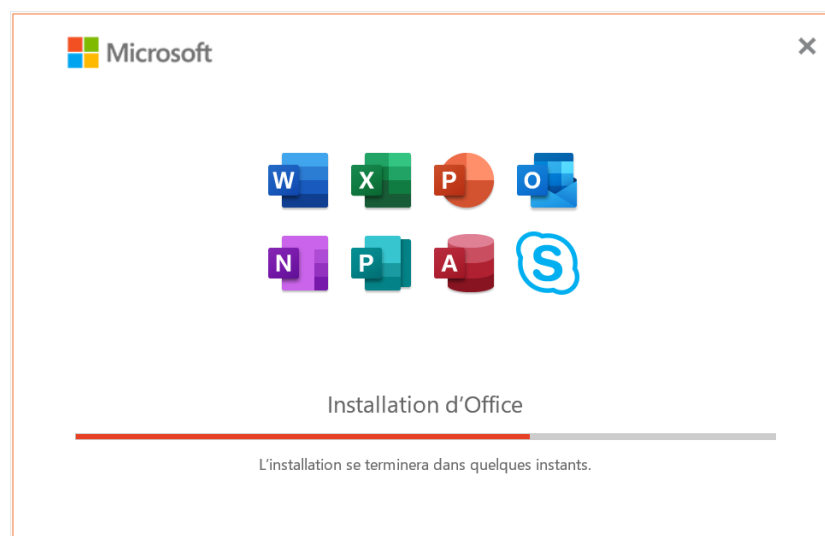 Microsoft
W X P O
N P A S
Installation d’Office
L’installation se terminera dans quelques instants.